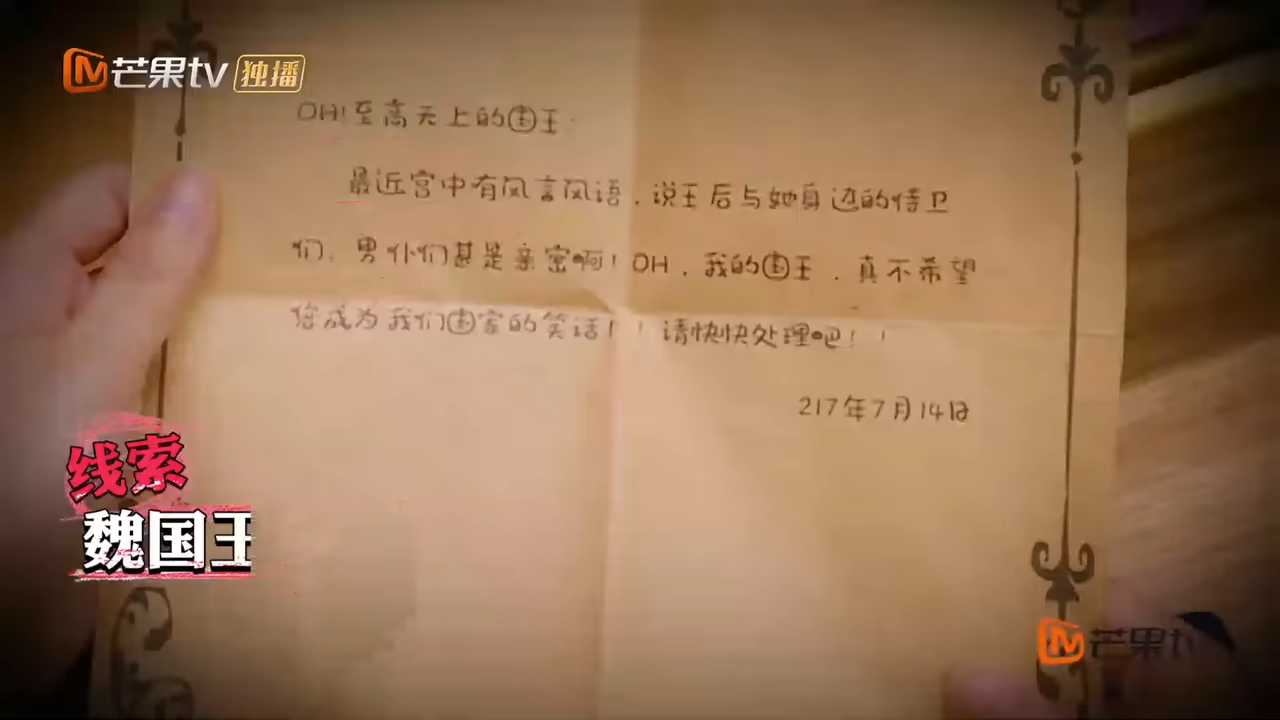 芒果tv 独播
OH!至高天上的国王:
最近宫中有风言风语,说王后与她身边的侍卫
们、男仆们甚是亲密啊!OH,我的国王,真不希望
您成为我们国家的笑话!!请快快处理吧!!
217年7月14日
线索
魏国王
芒果tv